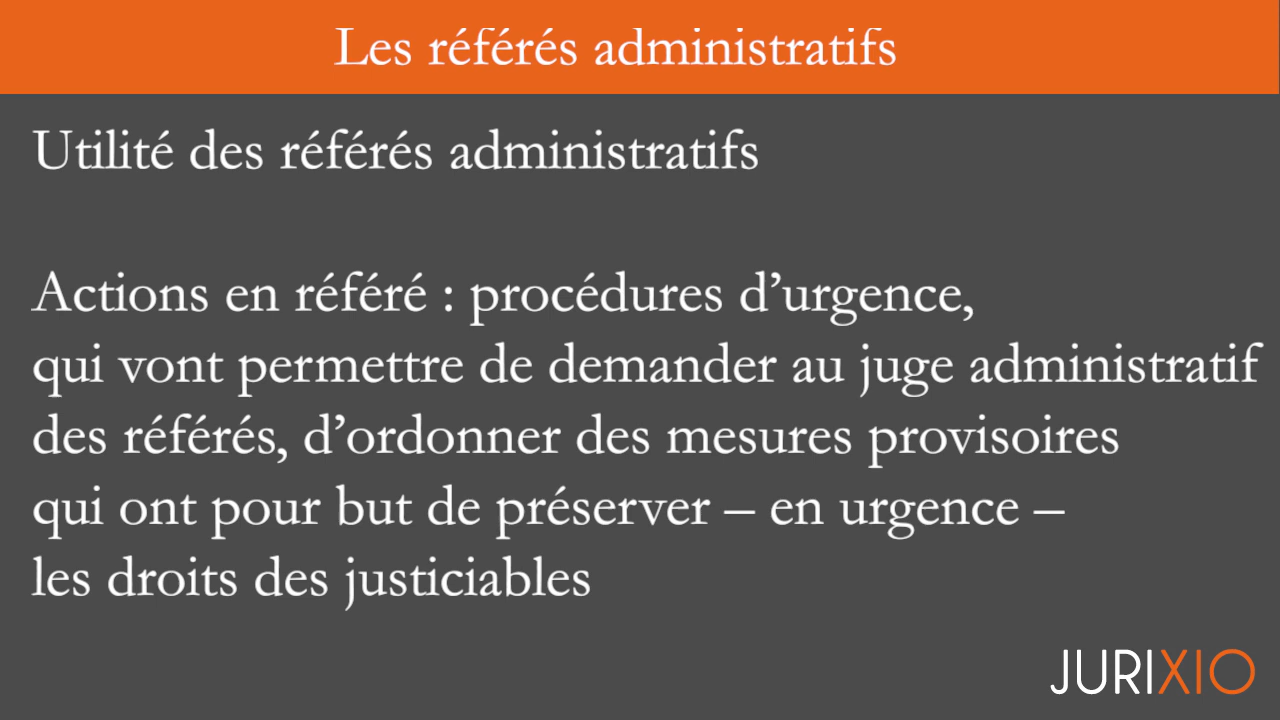 Les référés administratifs
Utilité des référés administratifs
Actions en référé : procédures d’urgence,
qui vont permettre de demander au juge administratif
des référés, d’ordonner des mesures provisoires
qui ont pour but de préserver – en urgence –
les droits des justiciables
JURIXIO